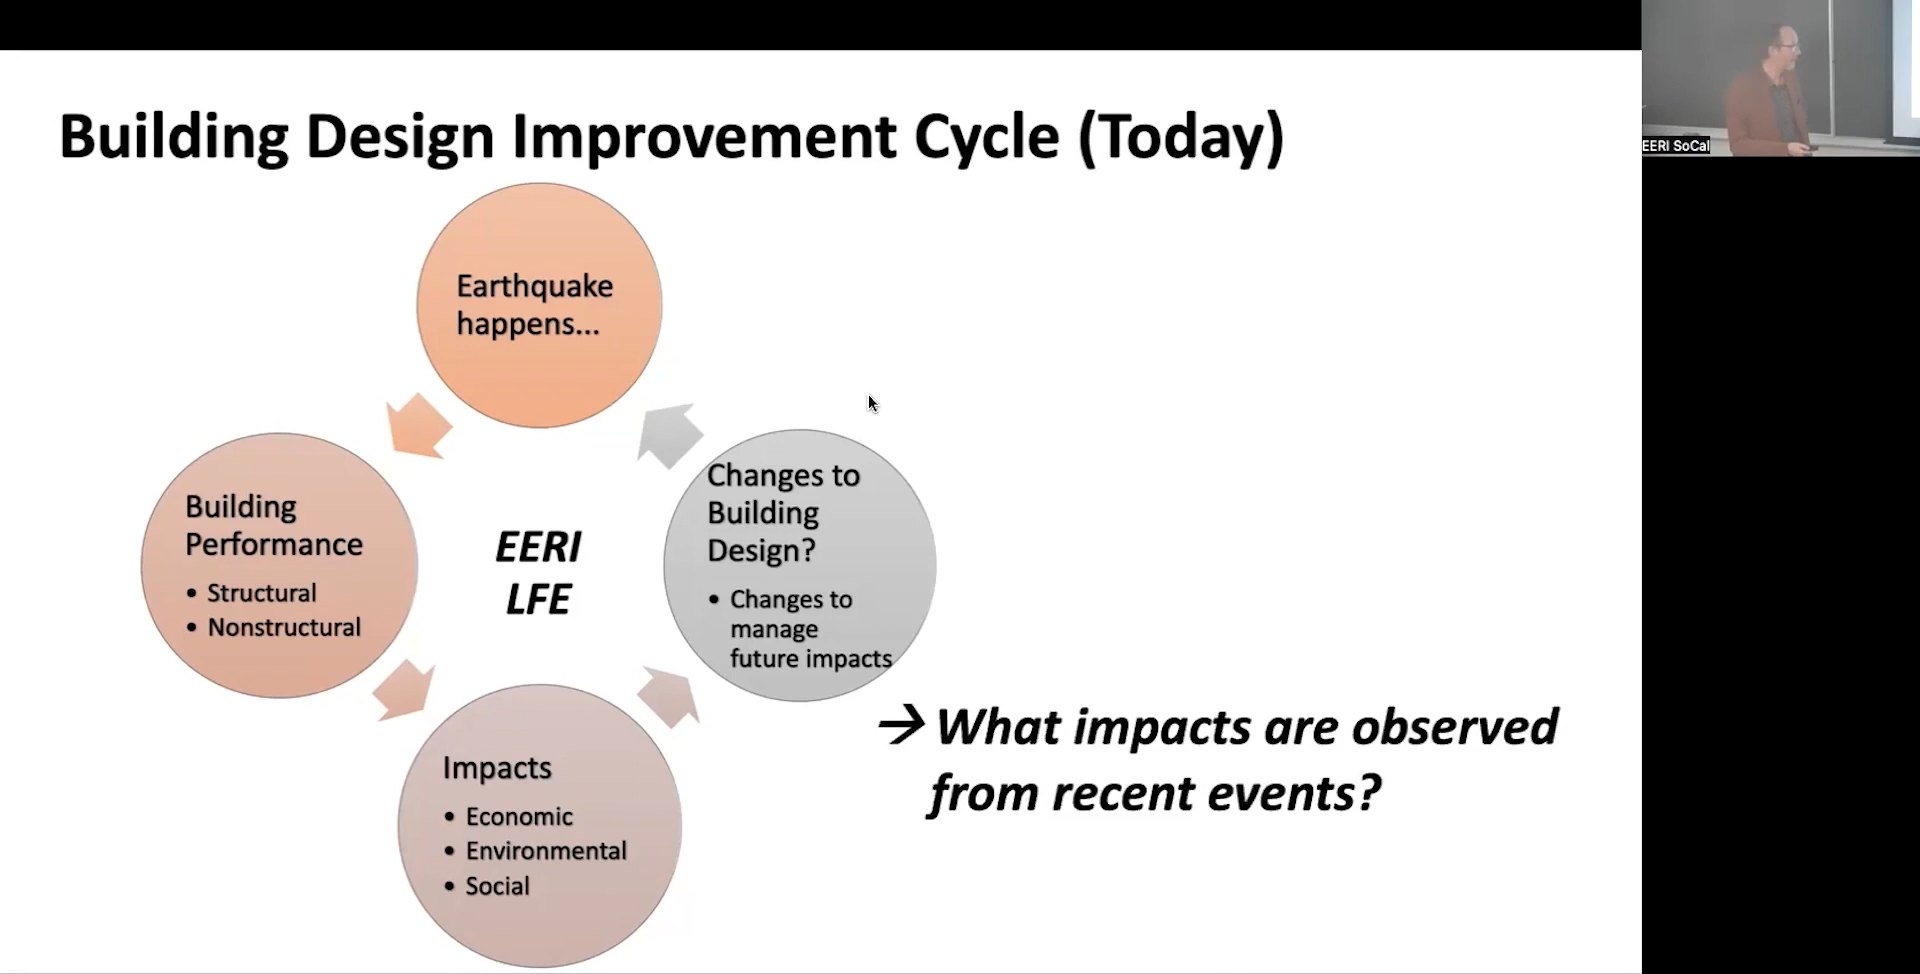 Building Design Improvement Cycle (Today)
EERI SoCal
Earthquake
happens...
Building
Performance
• Structural
• Nonstructural
EERI
LFE
Changes to
Building
Design?
• Changes to
manage
future impacts
Impacts
• Economic
• Environmental
• Social
→ What impacts are observed
from recent events?